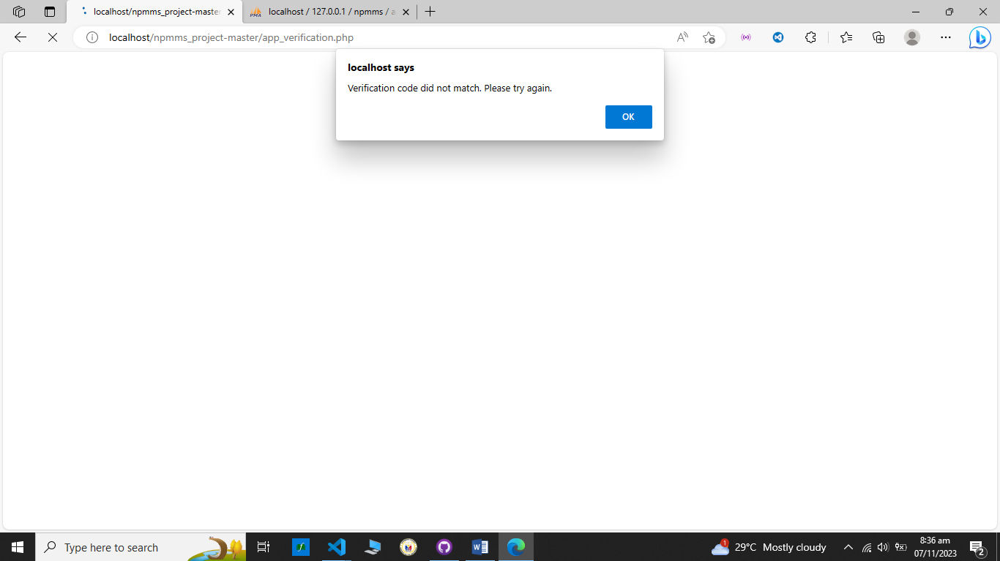 localhost/npmms_project-master
PMA
localhost / 127.0.0.1 / npmms / a
localhost/npmms_project-master/app_verification.php
localhost says
Verification code did not match. Please try again.
OK
Type here to search
1
29°C Mostly cloudy
8:36 am
07/11/2023
2